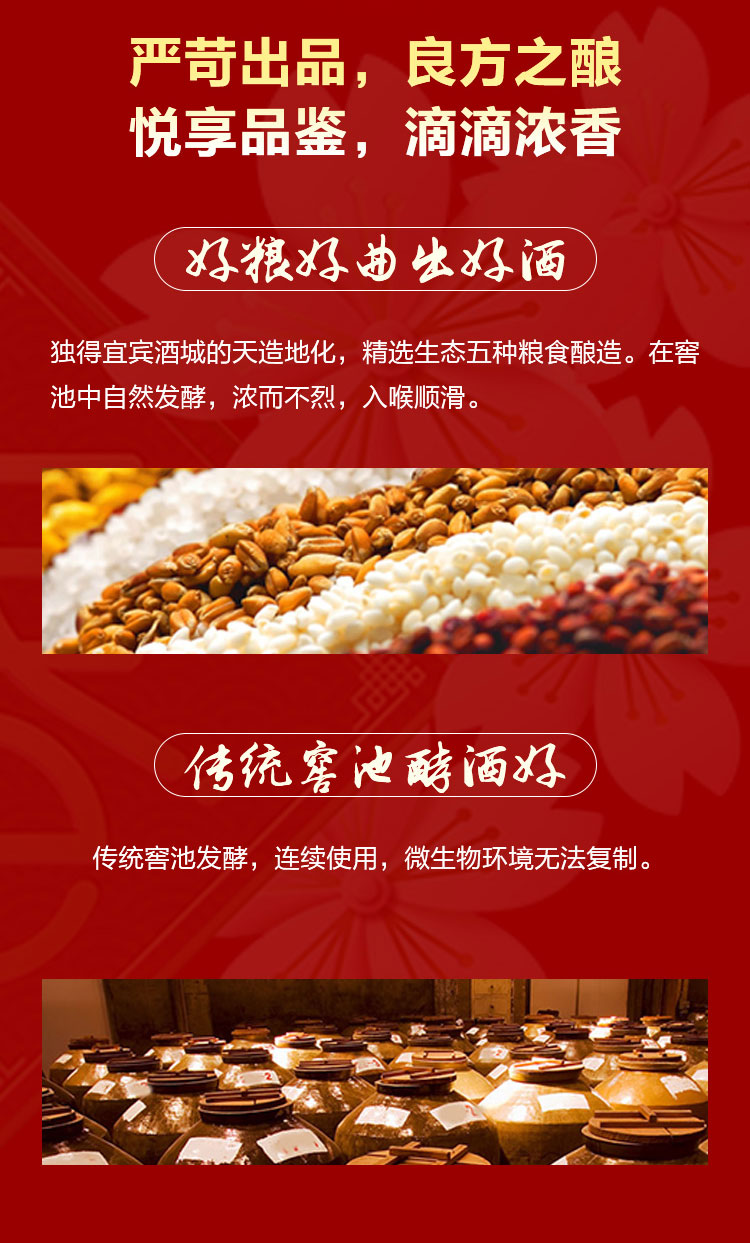 严苛出品，良方之酿
悦享品鉴，滴滴浓香
好粮好曲出好酒
独得宜宾酒城的天造地化，精选生态五种粮食酿造。在窖
池中自然发酵，浓而不烈，入喉顺滑。
传统窖池酵酒好
传统窖池发酵，连续使用，微生物环境无法复制。